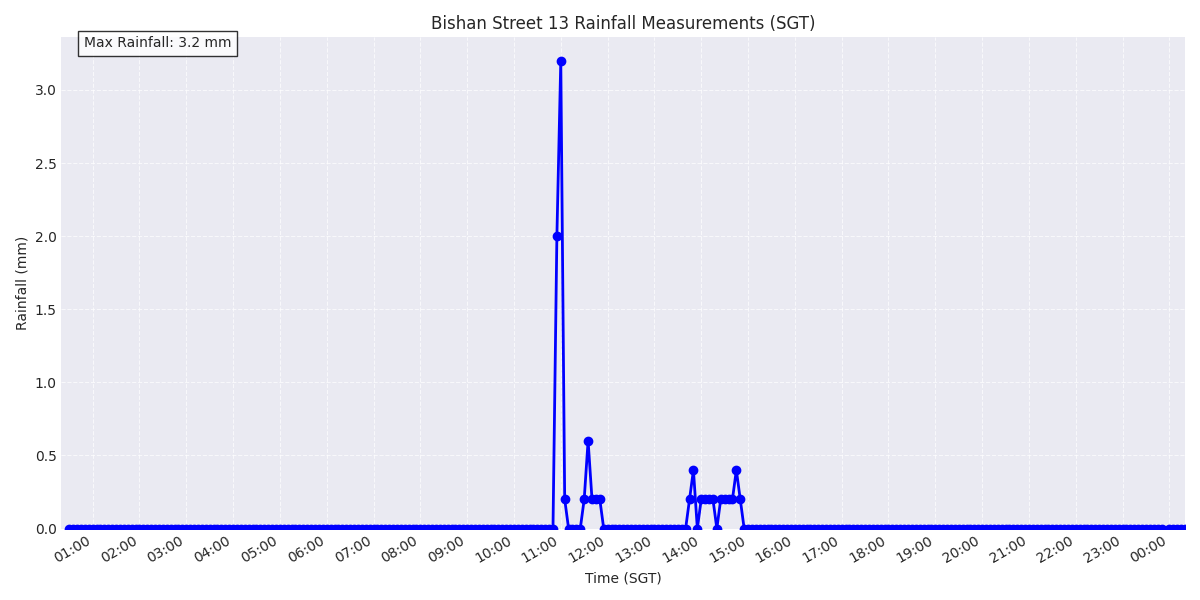 Bishan Street 13 Rainfall Measurements (SGT)
Max Rainfall: 3.2 mm
3.0
2.5
2.0
1.5
1.0
0.5
0.0
Rainfall (mm)
01:00 02:00 03:00 04:00 05:00 06:00 07:00 08:00 09:00 10:00 11:00 12:00 13:00 14:00 15:00 16:00 17:00 18:00 19:00 20:00 21:00 22:00 23:00 00:00
Time (SGT)